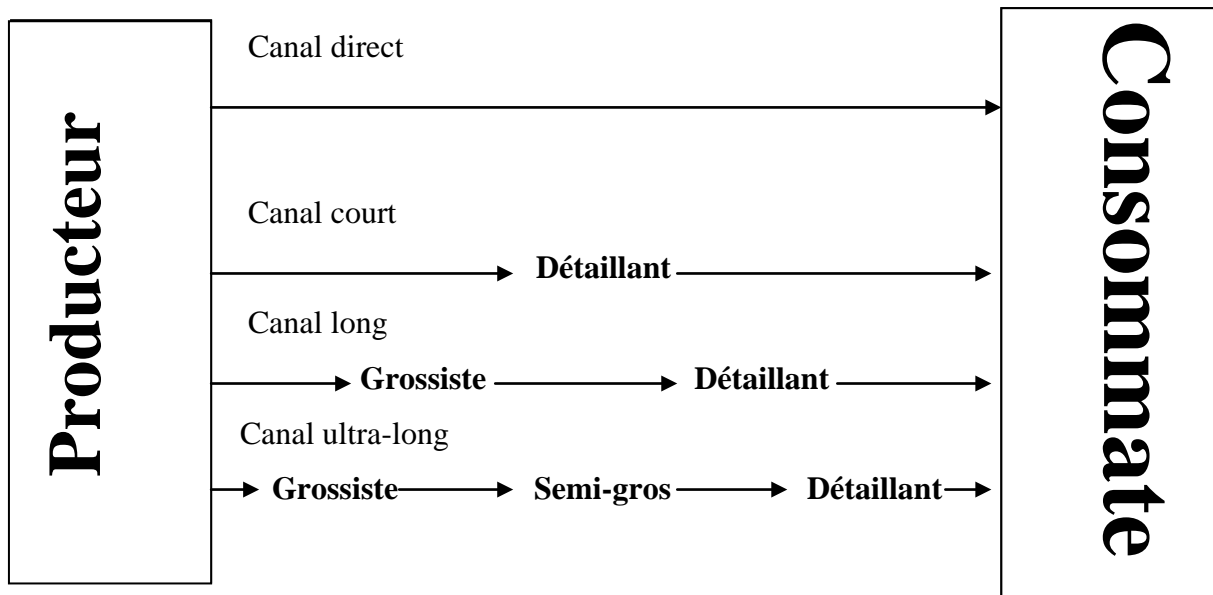 Producteur
Canal direct
Canal court
Détaillant
Canal long
Grossiste Détaillant
Canal ultra-long
Grossiste Semi-gros Détaillant
Consommate